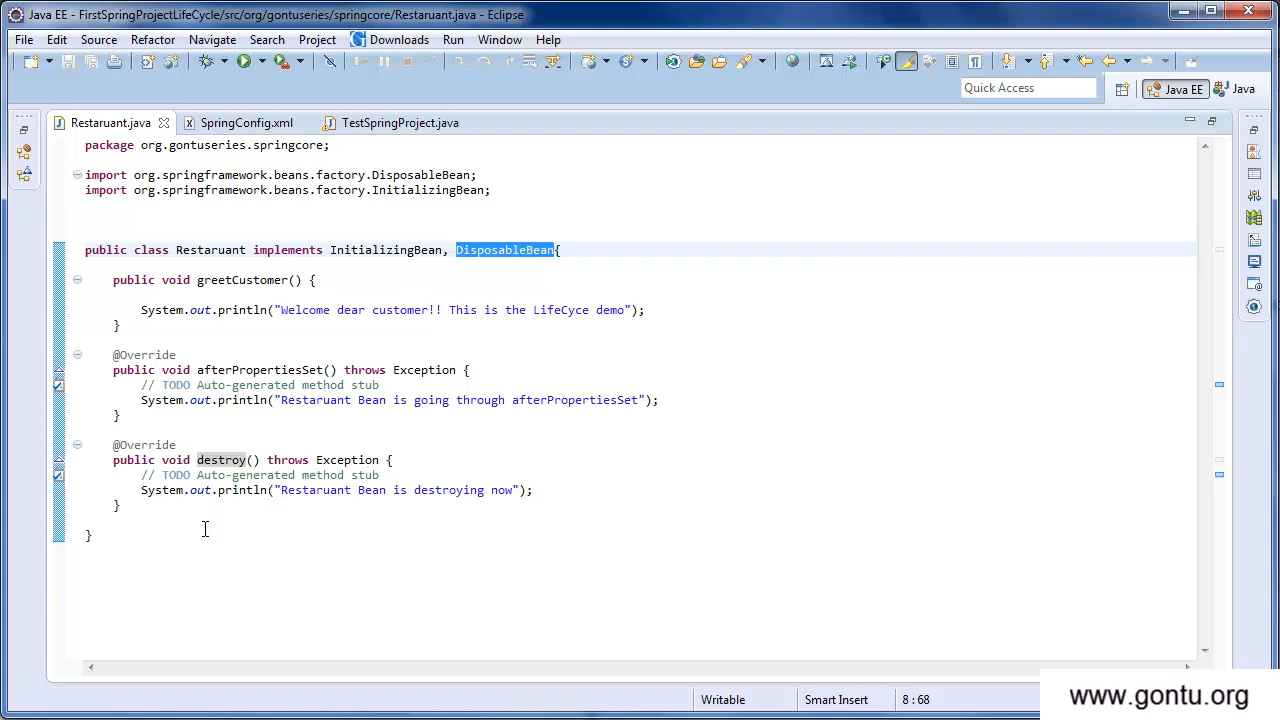 Java EE - FirstSpringProjectLifeCycle/src/org/gontuseries/springcore/Restaruant.java - Eclipse
File Edit Source Refactor Navigate Search Project Downloads Run Window Help
Quick Access
Java EE
Java
Restaruant.java
SpringConfig.xml
TestSpringProject.java
package org.gontuseries.springcore;
import org.springframework.beans.factory.DisposableBean;
import org.springframework.beans.factory.InitializingBean;
public class Restaruant implements InitializingBean, DisposableBean{
public void greetCustomer() {
System.out.println("Welcome dear customer!! This is the LifeCyce demo");
}
@Override
public void afterPropertiesSet() throws Exception {
// TODO Auto-generated method stub
System.out.println("Restaruant Bean is going through afterPropertiesSet");
}
@Override
public void destroy() throws Exception {
// TODO Auto-generated method stub
System.out.println("Restaruant Bean is destroying now");
}
}
Writable
Smart Insert
8 : 68
www.gontu.org